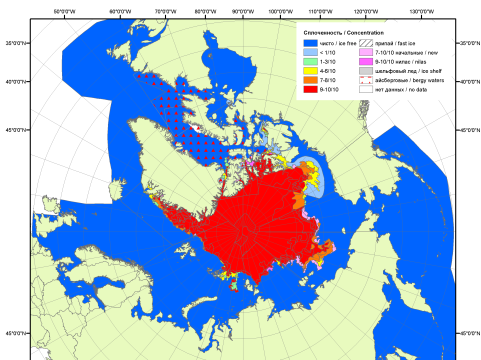 50°0'0"W 60°0'0"W 70°0'0"W 80°0'0"W 90°0'0"W 100°0'0"W 110°0'0"W 120°0'0"W 130°0'0"W
35°0'0"N 35°0'0"N
40°0'0"N 40°0'0"N
45°0'0"N 45°0'0"N
45°0'0"N 45°0'0"N
Сплоченность / Concentration
чисто / ice free
< 1/10
1-3/10
4-6/10
7-8/10
9-10/10
припай / fast ice
7-10/10 начальные / new
9-10/10 нилас / nilas
шельфовый лед / ice shelf
айсберговые / bergy waters
нет данных / no data